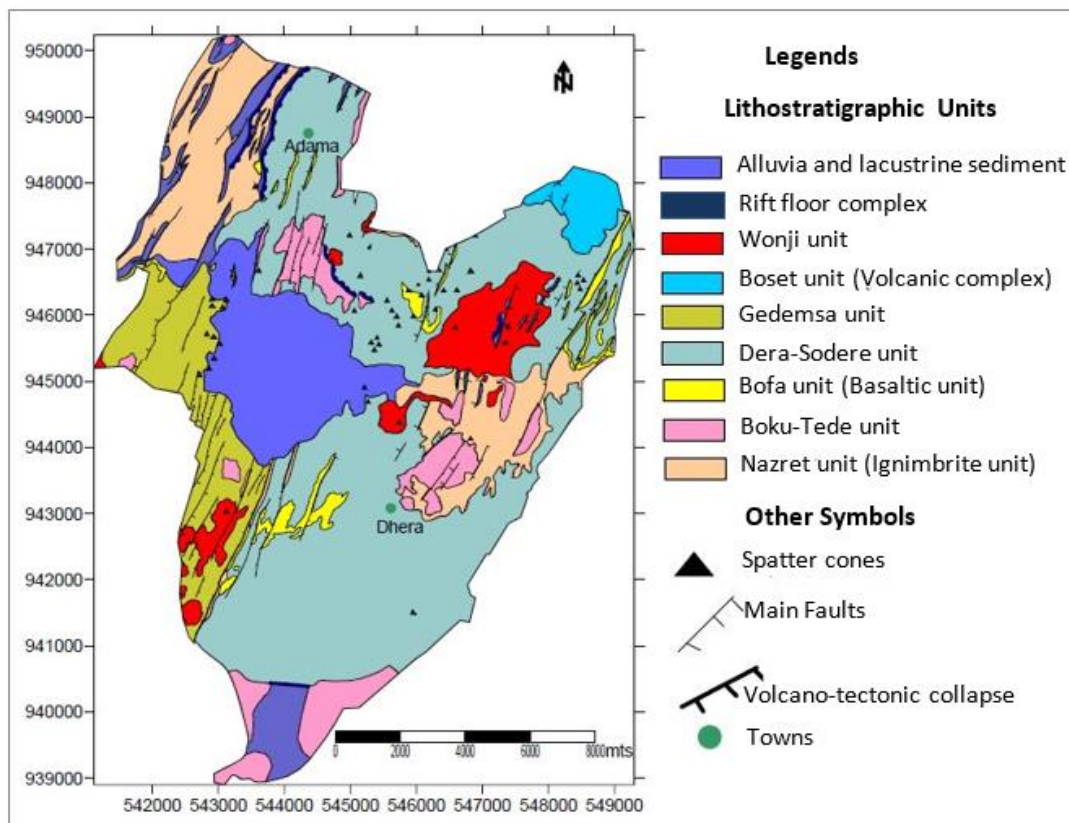 Legends
Lithostratigraphic Units
Alluvia and lacustrine sediment
Rift floor complex
Wonji unit
Boset unit (Volcanic complex)
Gedemsa unit
Dera-Sodere unit
Bofa unit (Basaltic unit)
Boku-Tede unit
Nazret unit (Ignimbrite unit)
Other Symbols
Spatter cones
Main Faults
Volcano-tectonic collapse
Towns
950000
949000
948000
947000
946000
945000
944000
943000
942000
941000
940000
939000
N
Adama
Dhera
0 2000 4000 6000 8000mts
542000 543000 544000 545000 546000 547000 548000 549000